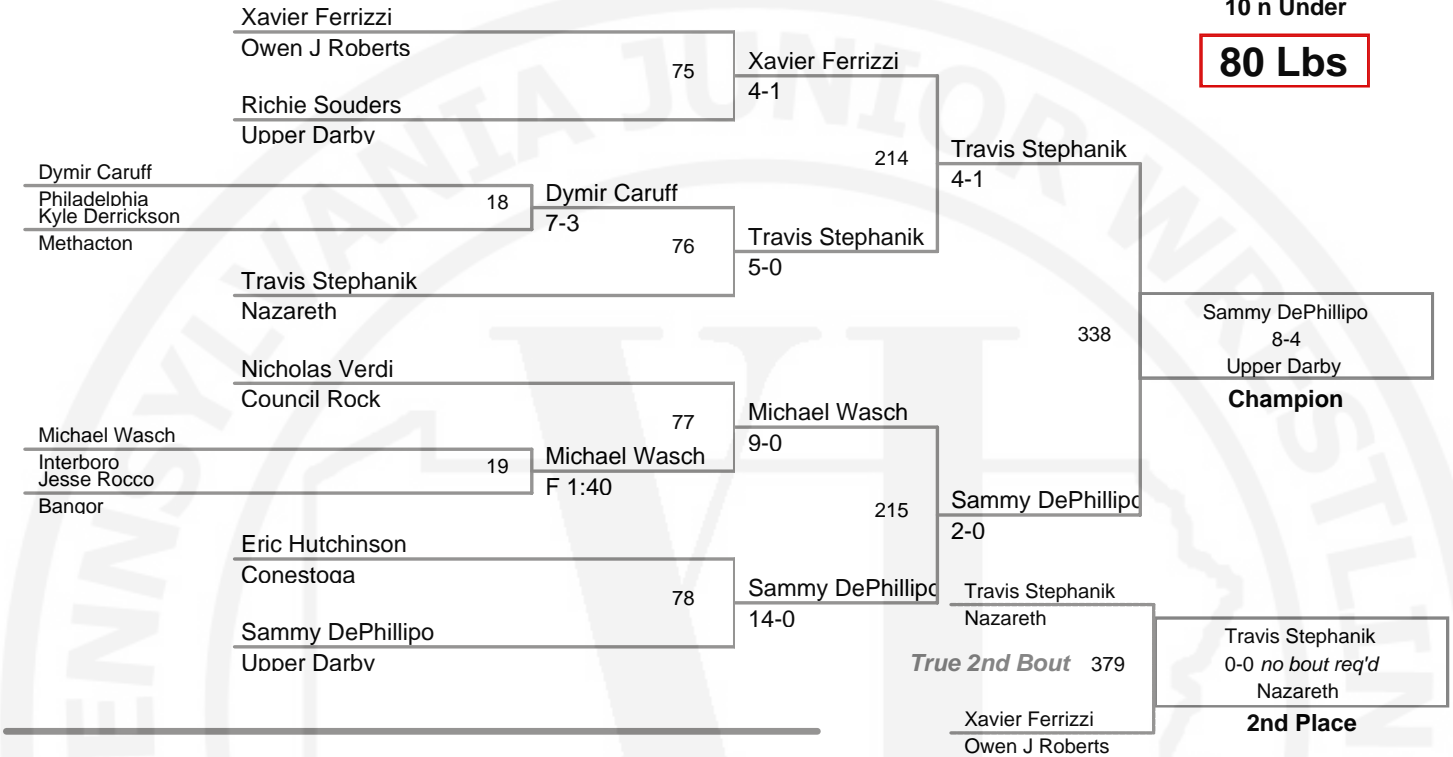 10 n Under
80 Lbs
Xavier Ferrizzi
Owen J Roberts
75
Richie Souders
Upper Darby
Xavier Ferrizzi
4-1
Dymir Caruff
Philadelphia
Kyle Derrickson
Methacton
18
Dymir Caruff
7-3
76
Travis Stephanik
Nazareth
Travis Stephanik
5-0
214
Travis Stephanik
4-1
Nicholas Verdi
Council Rock
77
Michael Wasch
Interboro
Jesse Rocco
Bangor
19
Michael Wasch
F 1:40
Michael Wasch
9-0
215
Eric Hutchinson
Conestoga
78
Sammy DePhillipo
Upper Darby
Sammy DePhillipo
14-0
Sammy DePhillipo
2-0
338
Sammy DePhillipo
8-4
Upper Darby
Champion
Travis Stephanik
Nazareth
True 2nd Bout 379
Xavier Ferrizzi
Owen J Roberts
Travis Stephanik
0-0 no bout req'd
Nazareth
2nd Place
ENNSYLVANIA JUNIOR WRESTLIN